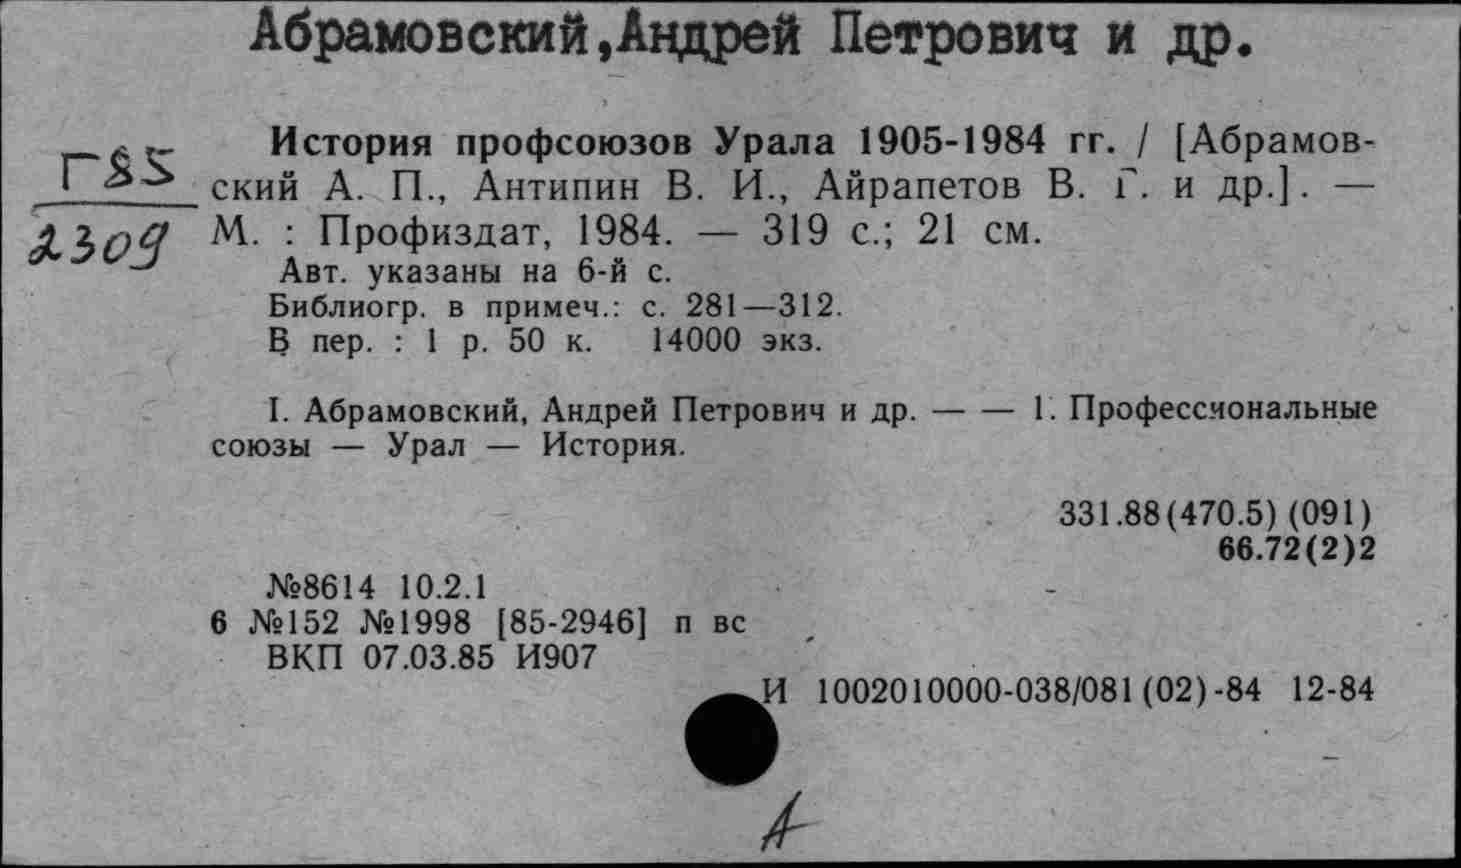 Абрамовский,Андрей Петрович и др.
История профсоюзов Урала 1905-1984 гг. / [Абрамов-
Г85 ский А. П., Антипин В. И., Айрапетов В. Г. и др.]. —
2309 М. : Профиздат, 1984. — 319 с.; 21 см.
Авт. указаны на 6-й с.
Библиогр. в примеч.: с. 281—312.
В пер. : 1 р. 50 к. 14000 экз.
I. Абрамовский, Андрей Петрович и др. — — 1. Профессиональные
союзы — Урал — История.
331.88(470.5) (091)
66.72(2)2
№8614 10.2.1
6 №152 №1998 [85-2946] п вс
ВКП 07.03.85 И907
И 1002010000-038/081(02)-84 12-84
А